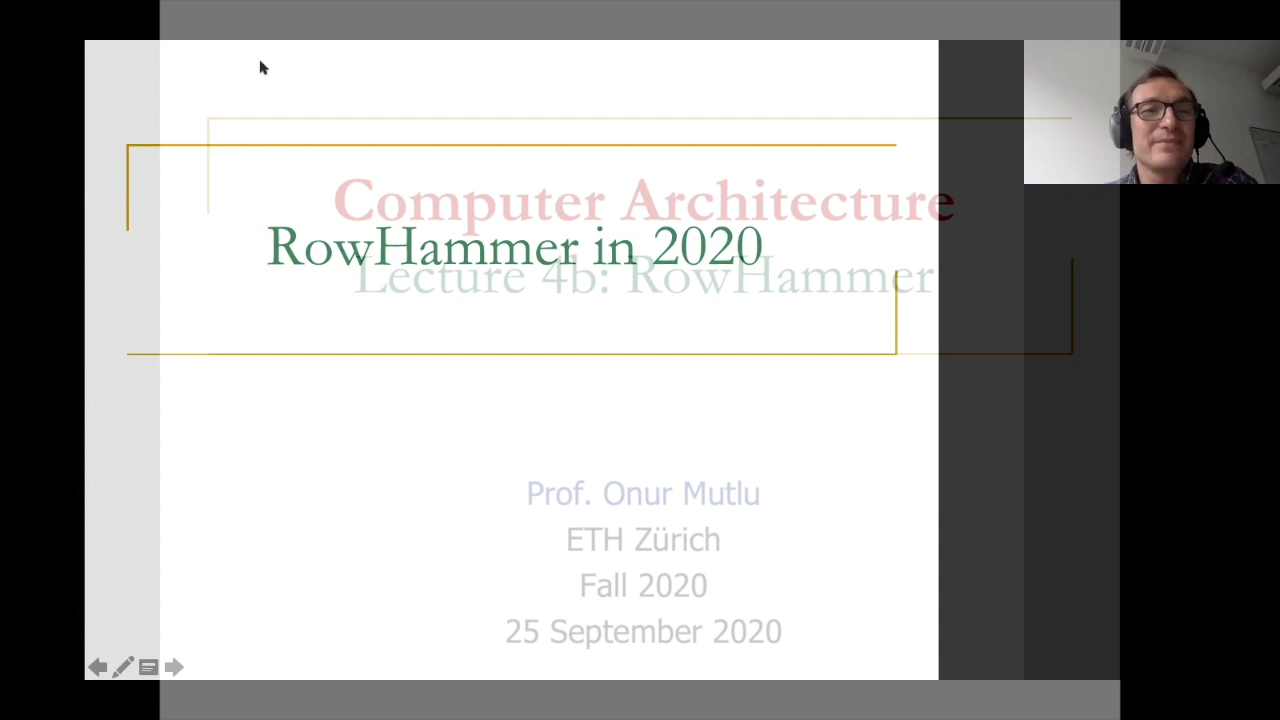 Computer Architecture
RowHammer in 2020
Lecture 4b: RowHammer
Prof. Onur Mutlu
ETH Zürich
Fall 2020
25 September 2020